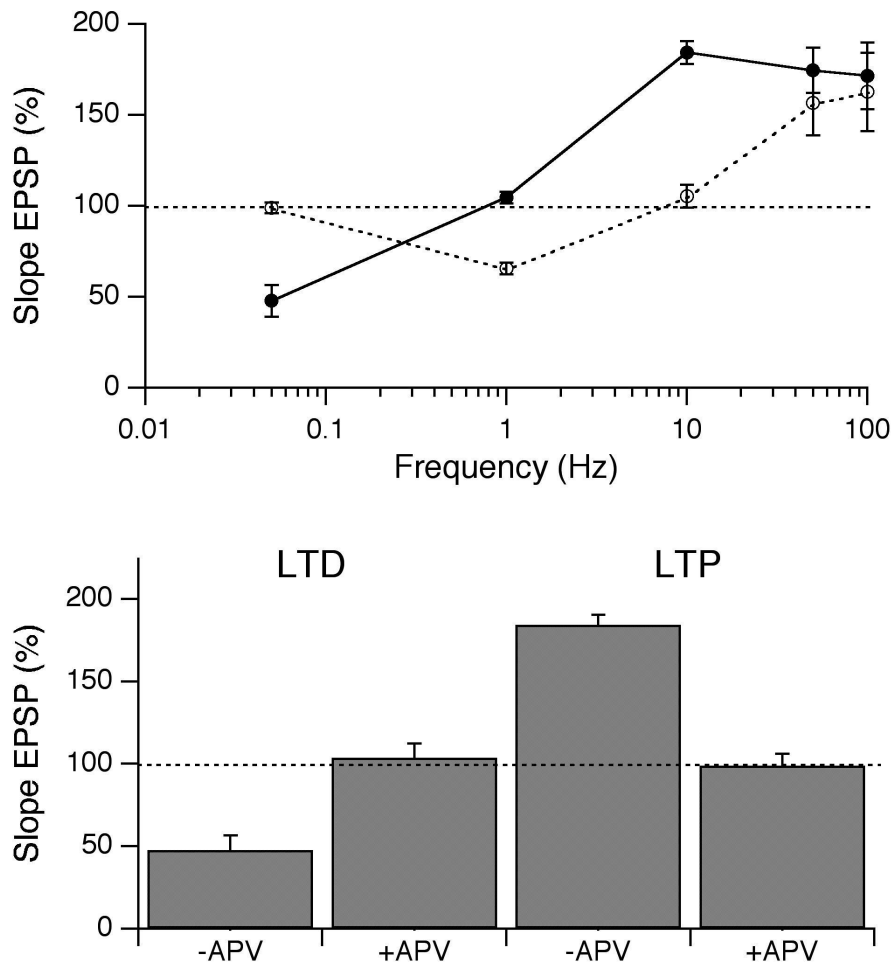 200
150
100
50
0
Slope EPSP (%)
0.01 0.1 1 10 100
Frequency (Hz)
LTD LTP
200
150
100
50
0
Slope EPSP (%)
-APV +APV -APV +APV